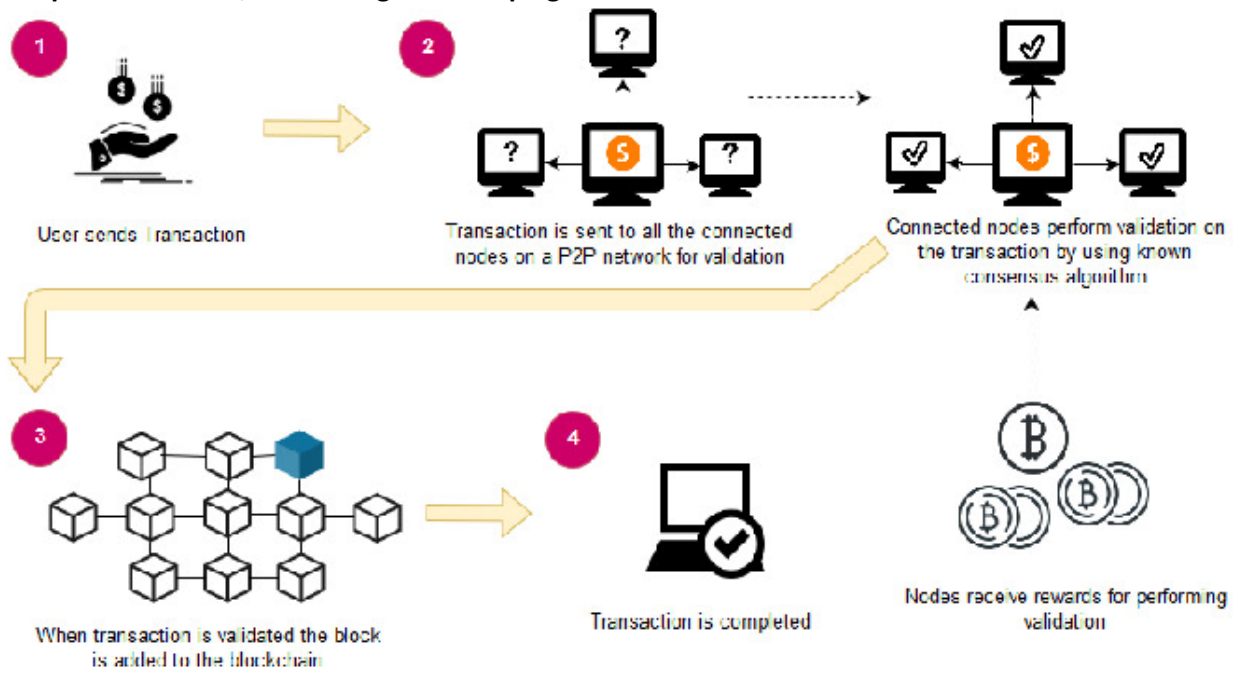 1
2
?
?
?
$
$
User sends Transaction
Transaction is sent to all the connected
nodes on a P2P network for validation
Connected nodes perform validation on
the transaction by using known
consensus algorithm
3
4
When transaction is validated the block
is added to the blockchain
Transaction is completed
Nodes receive rewards for performing
validation